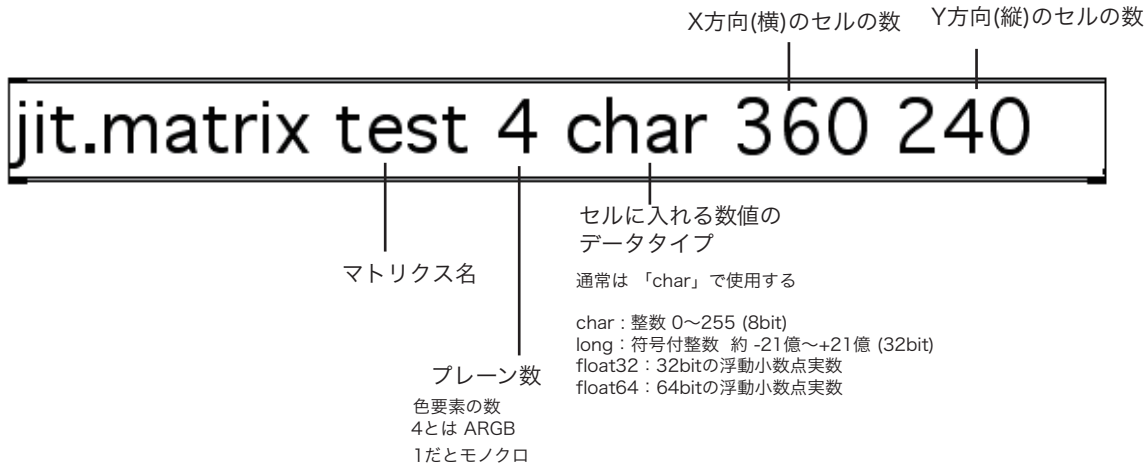 X方向(横)のセルの数
Y方向(縦)のセルの数
jit.matrix test 4 char 360 240
マトリクス名
プレーン数
色要素の数
4とは ARGB
1だとモノクロ
セルに入れる数値の
データタイプ
通常は 「char」で使用する
char : 整数 0〜255 (8bit)
long：符号付整数 約 -21億〜+21億 (32bit)
float32：32bitの浮動小数点実数
float64：64bitの浮動小数点実数